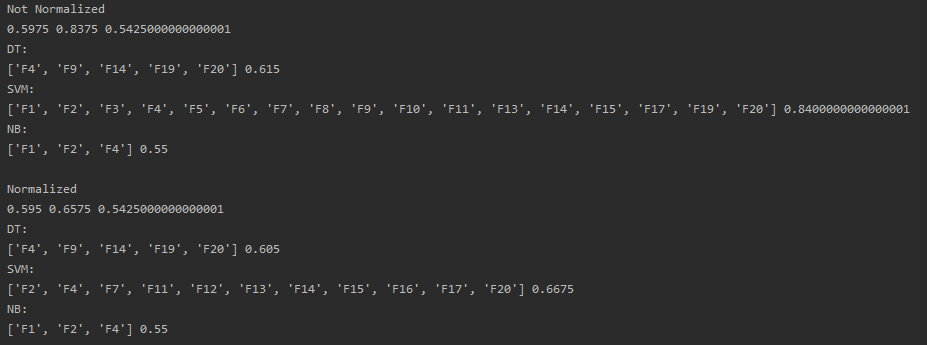 Not Normalized
0.5975 0.8375 0.5425000000000001
DT:
['F4', 'F9', 'F14', 'F19', 'F20'] 0.615
SVM:
['F1', 'F2', 'F3', 'F4', 'F5', 'F6', 'F7', 'F8', 'F9', 'F10', 'F11', 'F13', 'F14', 'F15', 'F17', 'F19', 'F20'] 0.8400000000000001
NB:
['F1', 'F2', 'F4'] 0.55
Normalized
0.595 0.6575 0.5425000000000001
DT:
['F4', 'F9', 'F14', 'F19', 'F20'] 0.605
SVM:
['F2', 'F4', 'F7', 'F11', 'F12', 'F13', 'F14', 'F15', 'F16', 'F17', 'F20'] 0.6675
NB:
['F1', 'F2', 'F4'] 0.55